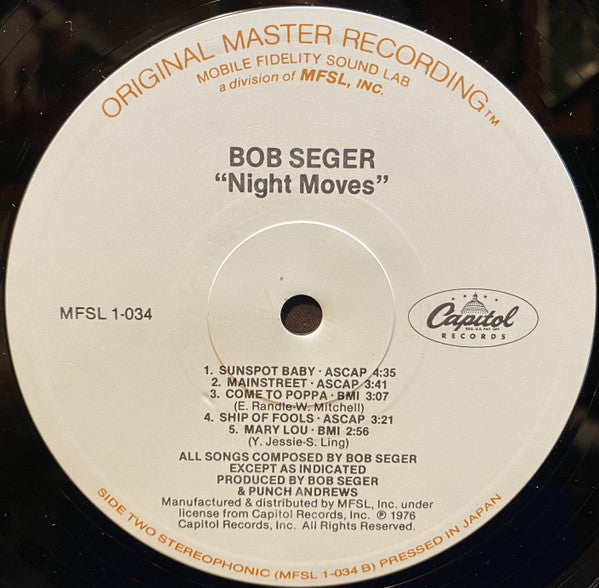 ORIGINAL MASTER RECORDING™
MOBILE FIDELITY SOUND LAB
a division of MFSL, INC.
BOB SEGER
“Night Moves”
MFSL 1-034
Capitol
REG. U.S. PAT. OFF.
RECORDS
1. SUNSPOT BABY · ASCAP 4:35
2. MAINSTREET · ASCAP 3:41
3. COME TO POPPA · BMI 3:07
(E. Randle-W. Mitchell)
4. SHIP OF FOOLS · ASCAP 3:21
5. MARY LOU · BMI 2:56
(Y. Jessie-S. Ling)
ALL SONGS COMPOSED BY BOB SEGER
EXCEPT AS INDICATED
PRODUCED BY BOB SEGER
& PUNCH ANDREWS
Manufactured & distributed by MFSL, Inc. under
license from Capitol Records, Inc. ℗ 1976
Capitol Records, Inc. All Rights Reserved.
SIDE TWO STEREOPHONIC (MFSL 1-034 B) PRESSED IN JAPAN